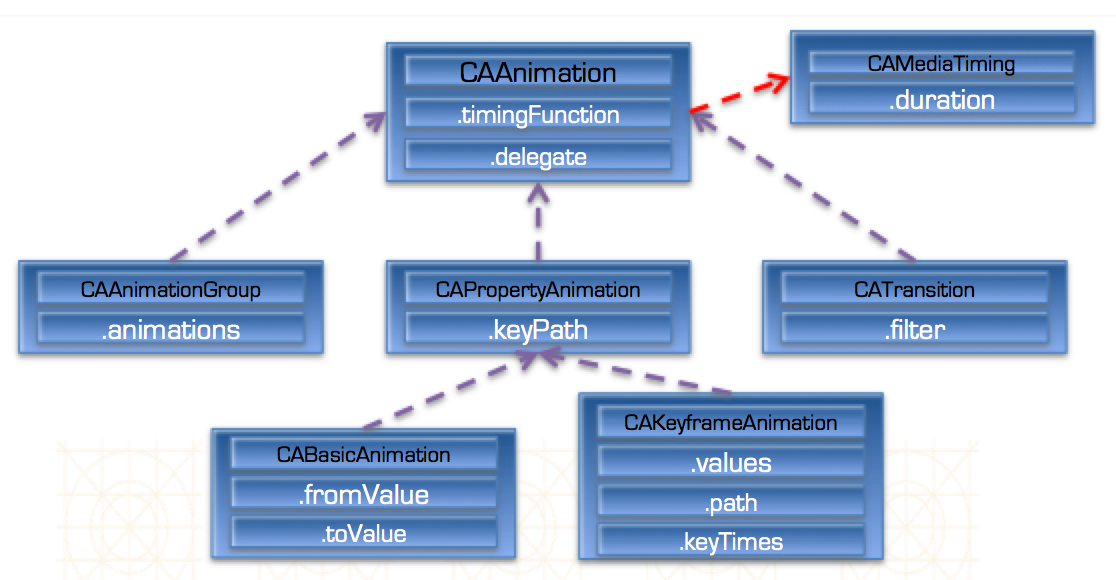 CAAnimation
.timingFunction
.delegate
CAMediaTiming
.duration
CAAnimationGroup
.animations
CAPropertyAnimation
.keyPath
CATransition
.filter
CABasicAnimation
.fromValue
.toValue
CAKeyframeAnimation
.values
.path
.keyTimes